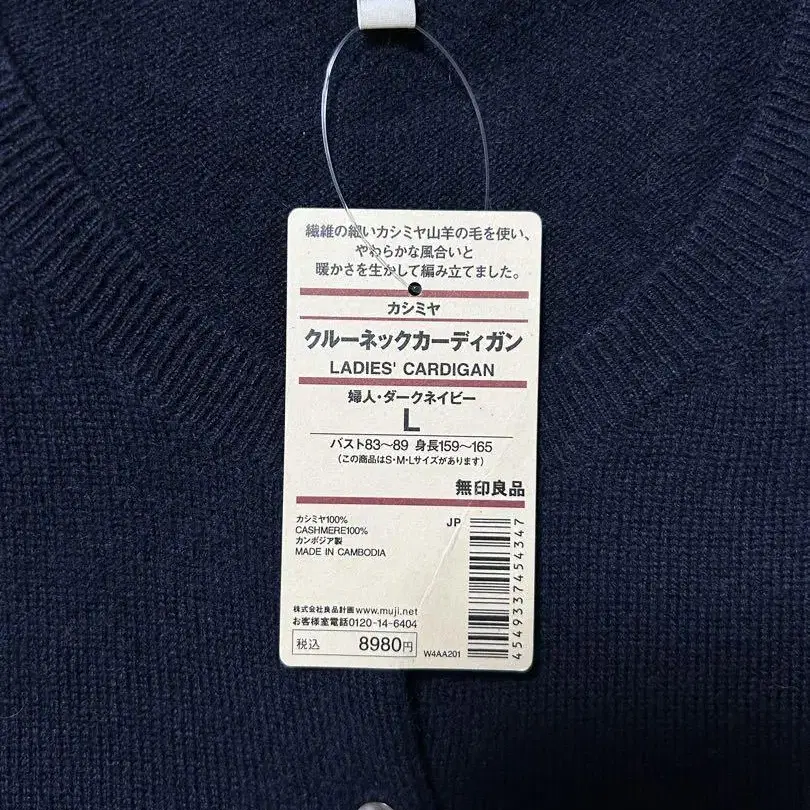 繊維の細いカシミヤ山羊の毛を使い、
やわらかな風合いと
暖かさを生かして編み立てました。
カシミヤ
クルーネックカーディガン
LADIES' CARDIGAN
婦人・ダークネイビー
L
バスト83〜89 身長159〜165
(この商品はS・M・Lサイズがあります)
無印良品
カシミヤ100%
CASHMERE100%
カンボジア製
MADE IN CAMBODIA
JP
4549337454347
株式会社良品計画 www.muji.net
お客様室電話0120-14-6404
税込 8980円
W4AA201